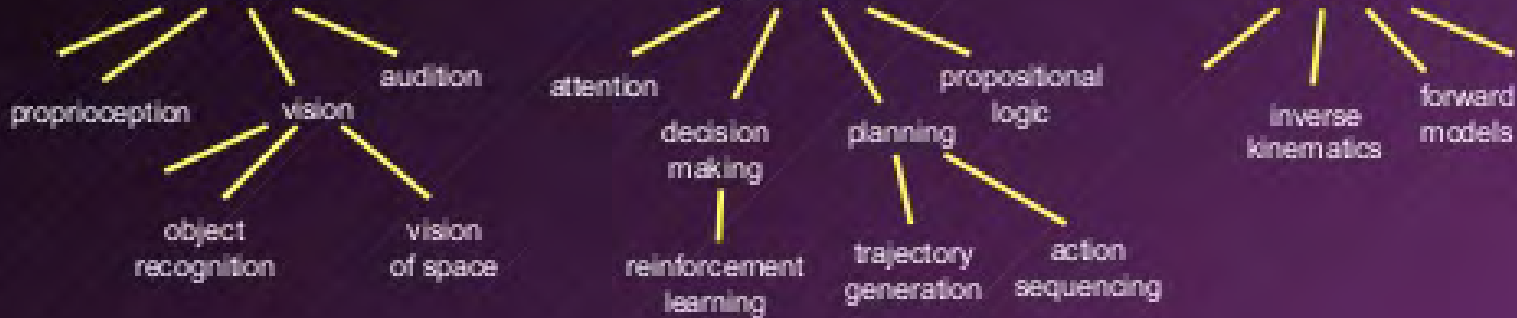 audition
proprioception
vision
object
recognition
vision
of space
attention
decision
making
reinforcement
learning
planning
propositional
logic
trajectory
generation
action
sequencing
inverse
kinematics
forward
models